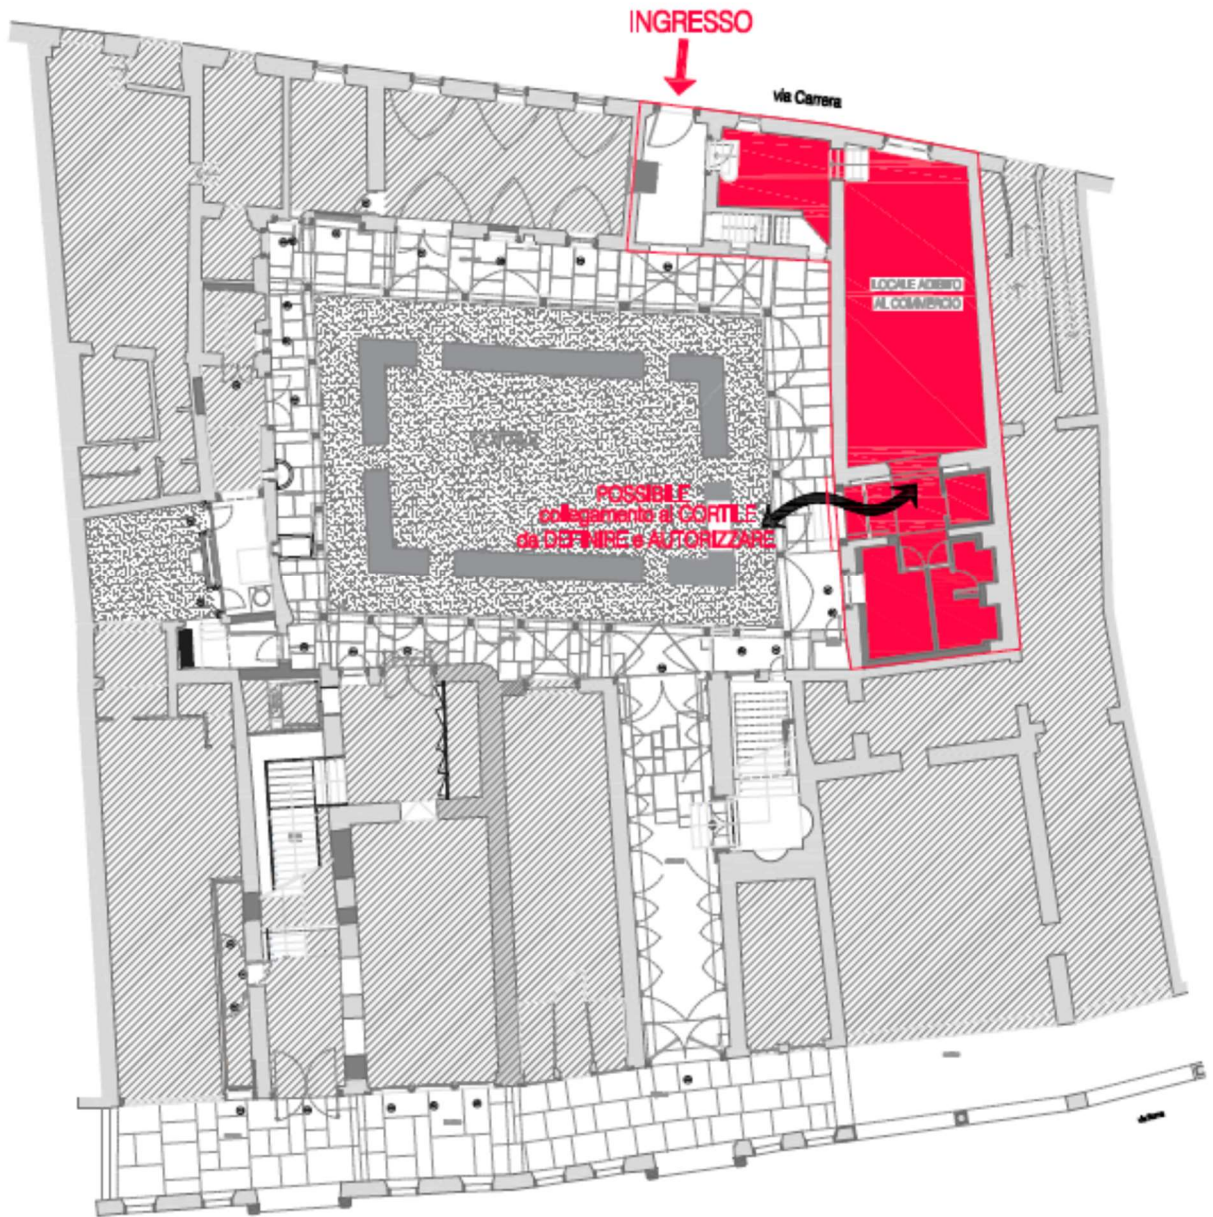 INGRESSO
via Carrera
LOCALE ADIBITO
AL COMMERCIO
POSSIBILE
collegamento al CORTILE
da DEFINIRE e AUTORIZZARE